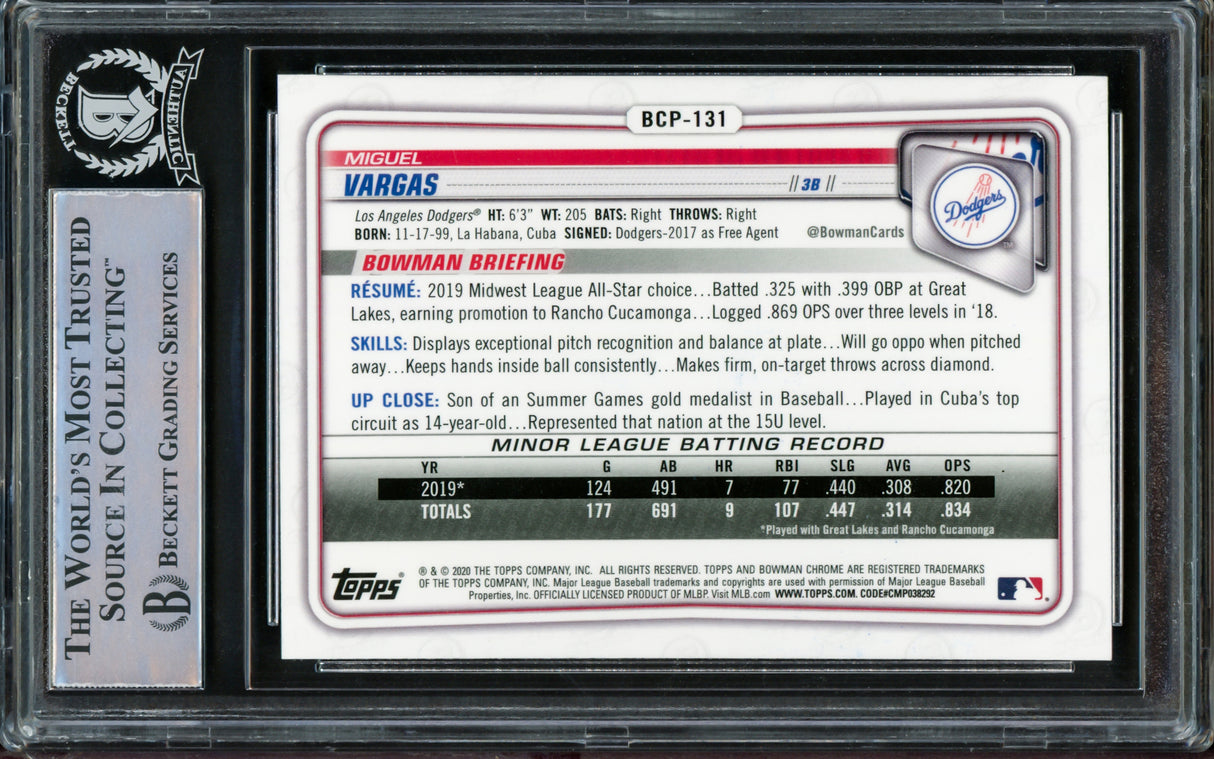 BECKETT
AUTHENTIC
B
THE WORLD'S MOST TRUSTED
SOURCE IN COLLECTING™
B BECKETT GRADING SERVICES
BCP-131
MIGUEL
VARGAS // 3B //
Dodgers ™
Los Angeles Dodgers® HT: 6'3" WT: 205 BATS: Right THROWS: Right
BORN: 11-17-99, La Habana, Cuba SIGNED: Dodgers-2017 as Free Agent @BowmanCards
BOWMAN BRIEFING
RÉSUMÉ: 2019 Midwest League All-Star choice...Batted .325 with .399 OBP at Great
Lakes, earning promotion to Rancho Cucamonga...Logged .869 OPS over three levels in '18.
SKILLS: Displays exceptional pitch recognition and balance at plate...Will go oppo when pitched
away...Keeps hands inside ball consistently...Makes firm, on-target throws across diamond.
UP CLOSE: Son of an Summer Games gold medalist in Baseball...Played in Cuba's top
circuit as 14-year-old...Represented that nation at the 15U level.
MINOR LEAGUE BATTING RECORD
YR G AB HR RBI SLG AVG OPS
2019* 124 491 7 77 .440 .308 .820
TOTALS 177 691 9 107 .447 .314 .834
*Played with Great Lakes and Rancho Cucamonga
TOPPS®
® & © 2020 THE TOPPS COMPANY, INC. ALL RIGHTS RESERVED. TOPPS AND BOWMAN CHROME ARE REGISTERED TRADEMARKS
OF THE TOPPS COMPANY, INC. Major League Baseball trademarks and copyrights are used with permission of Major League Baseball
Properties, Inc. OFFICIALLY LICENSED PRODUCT OF MLBP. Visit MLB.com WWW.TOPPS.COM. CODE#CMP038292